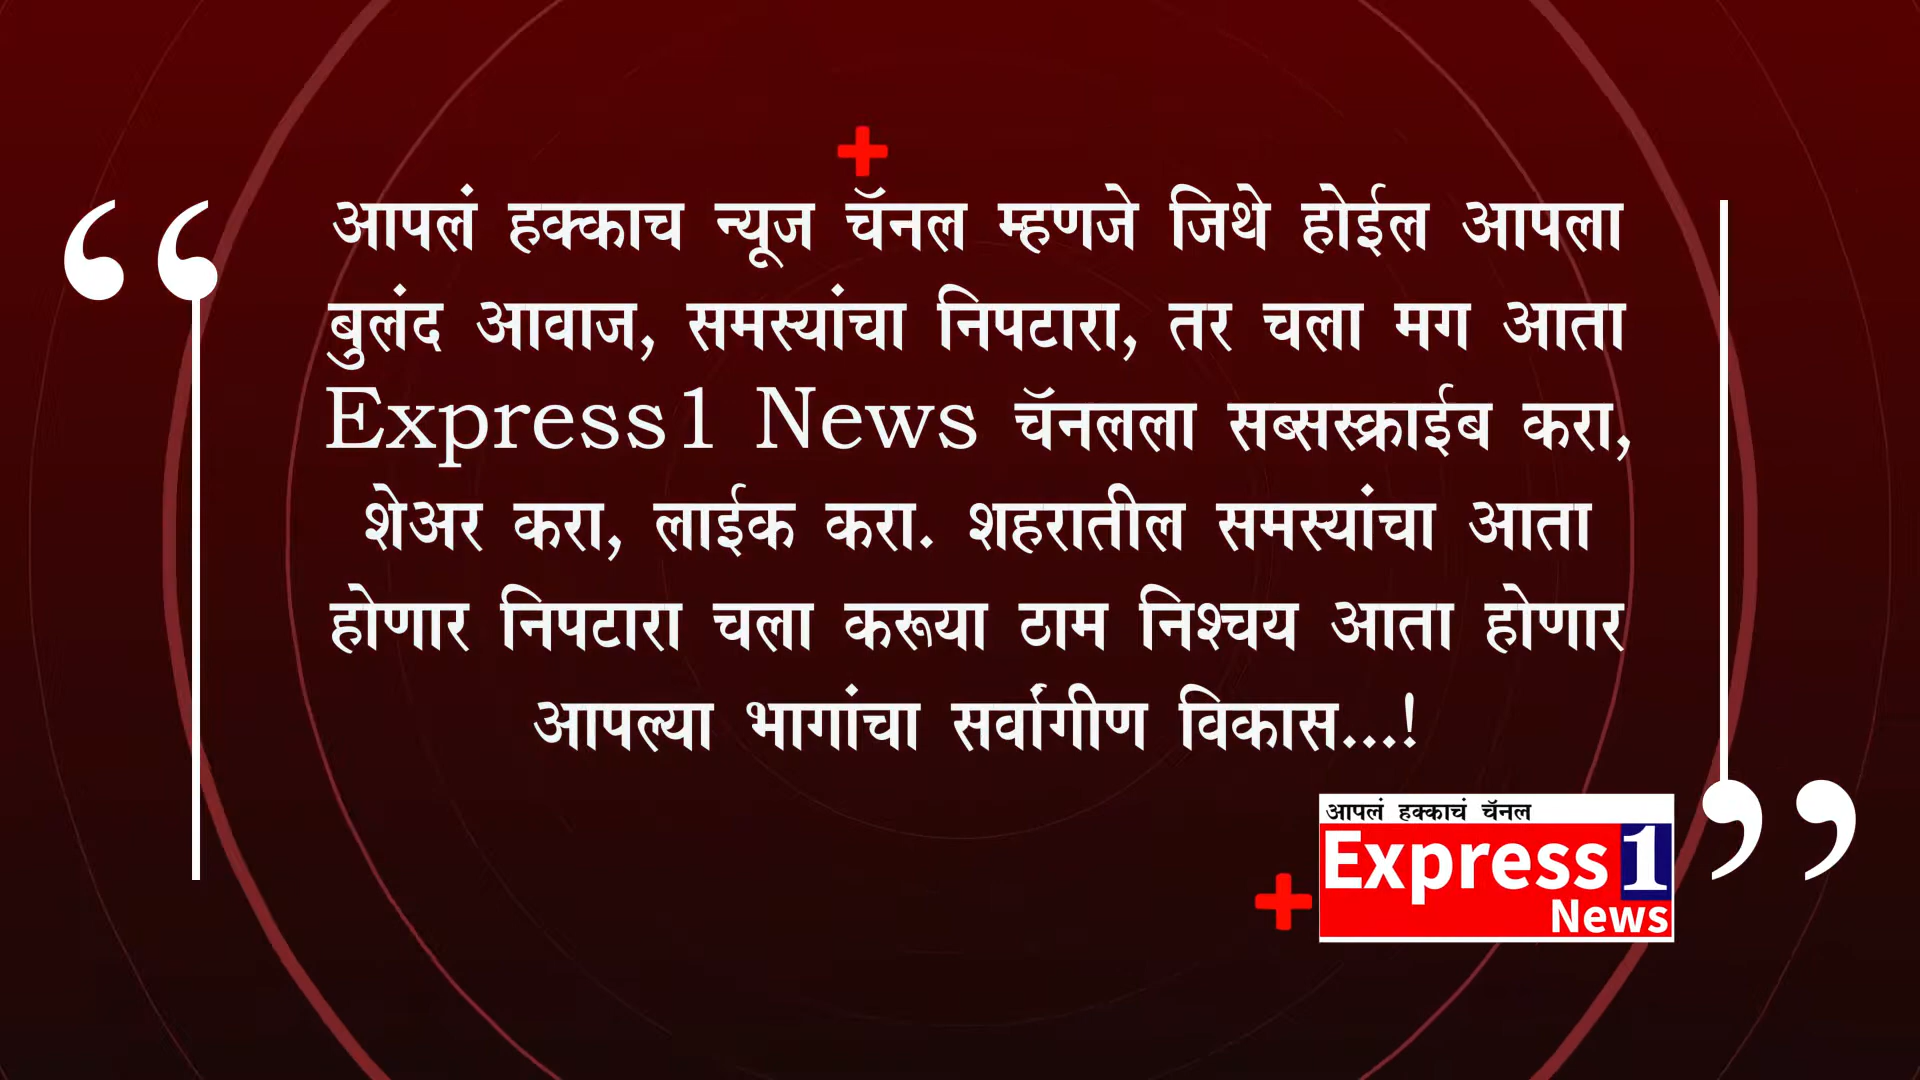 आपलं हक्काच न्यूज चॅनल म्हणजे जिथे होईल आपला
बुलंद आवाज, समस्यांचा निपटारा, तर चला मग आता
Express1 News चॅनलला सब्सस्क्राईब करा,
शेअर करा, लाईक करा. शहरातील समस्यांचा आता
होणार निपटारा चला करूया ठाम निश्चय आता होणार
आपल्या भागांचा सर्वांगीण विकास...!
आपलं हक्काचं चॅनल
Express1
News